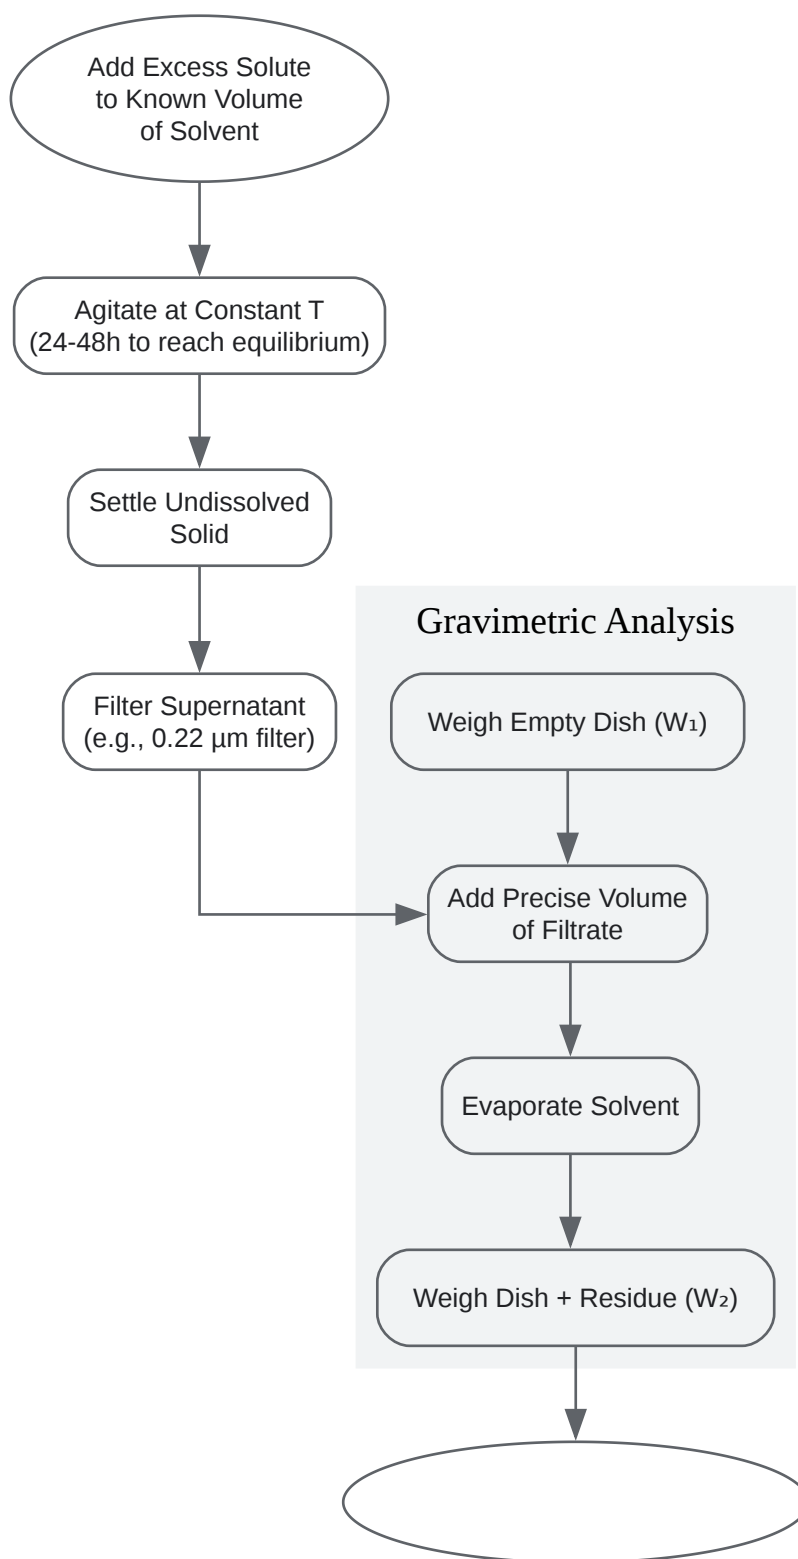 Add Excess Solute
to Known Volume
of Solvent
Agitate at Constant T
(24-48h to reach equilibrium)
Settle Undissolved
Solid
Filter Supernatant
(e.g., 0.22 µm filter)
Gravimetric Analysis
Weigh Empty Dish (W₁)
Add Precise Volume
of Filtrate
Evaporate Solvent
Weigh Dish + Residue (W₂)